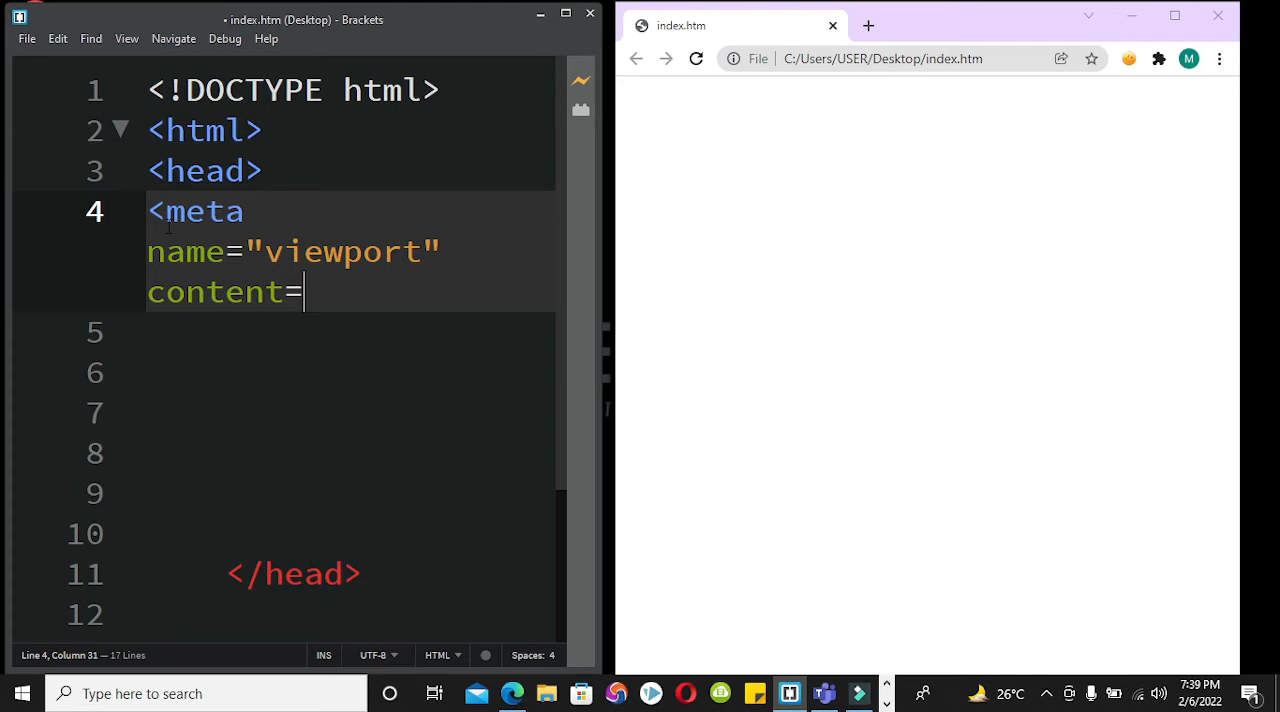 • index.htm (Desktop) - Brackets
File Edit Find View Navigate Debug Help
1 <!DOCTYPE html>
2 <html>
3 <head>
4 <meta
name="viewport"
content=
5
6
7
8
9
10
11 </head>
12
Line 4, Column 31 — 17 Lines
INS UTF-8 HTML Spaces: 4
index.htm
File C:/Users/USER/Desktop/index.htm
M
Type here to search
26°C
7:39 PM
2/6/2022
1